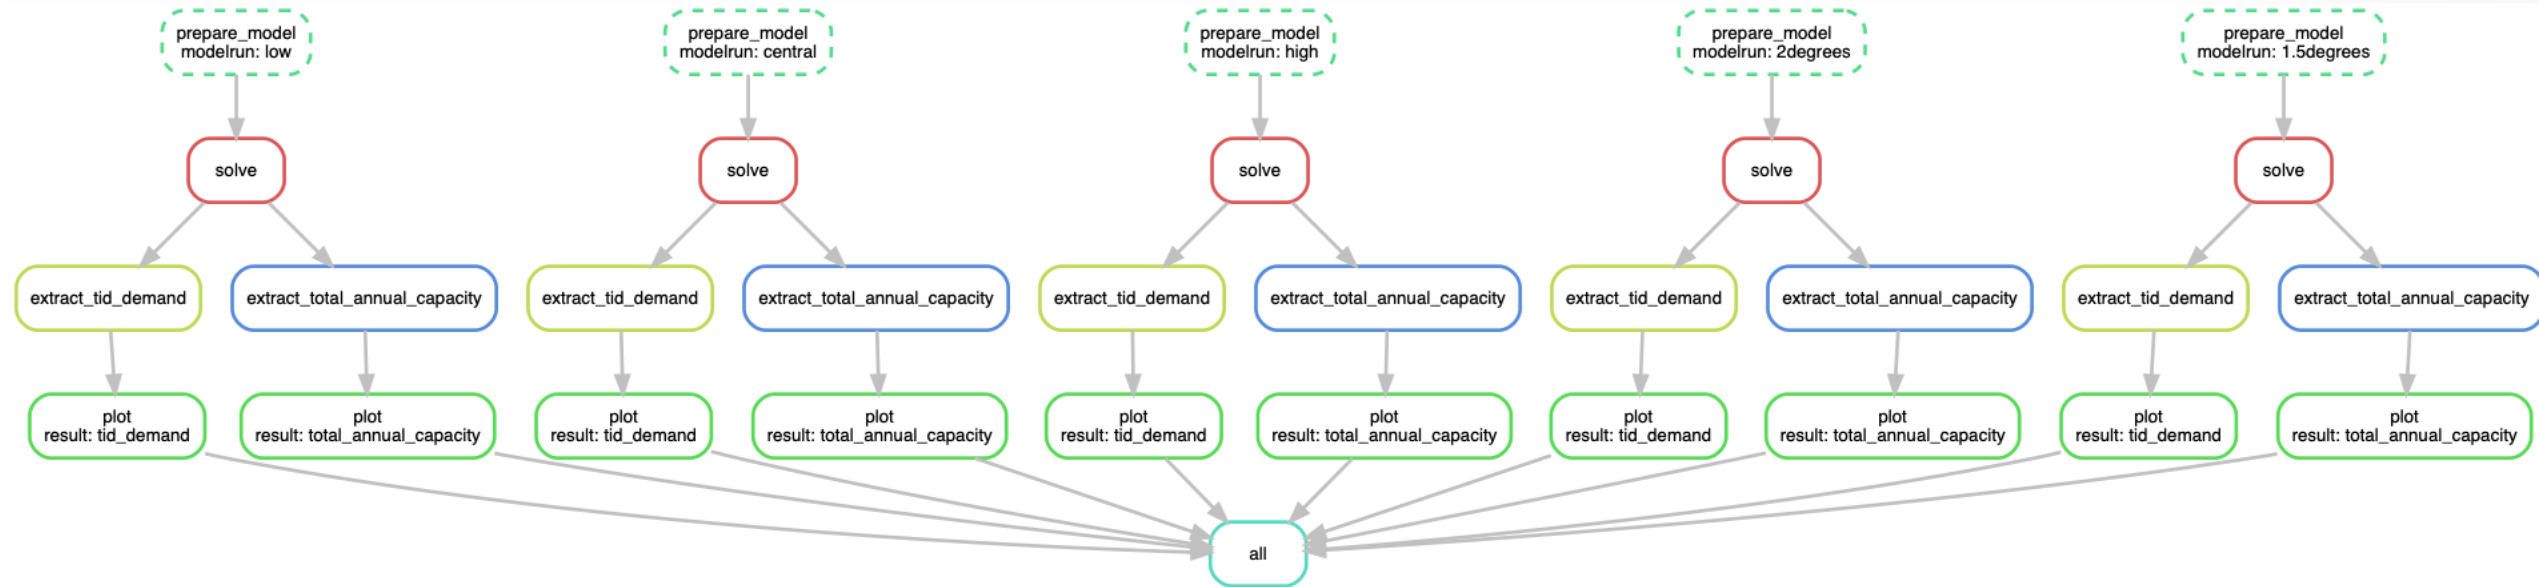 prepare_model
modelrun: low
prepare_model
modelrun: central
prepare_model
modelrun: high
prepare_model
modelrun: 2degrees
prepare_model
modelrun: 1.5degrees
solve
solve
solve
solve
solve
extract_tid_demand
extract_total_annual_capacity
extract_tid_demand
extract_total_annual_capacity
extract_tid_demand
extract_total_annual_capacity
extract_tid_demand
extract_total_annual_capacity
extract_tid_demand
extract_total_annual_capacity
plot
result: tid_demand
plot
result: total_annual_capacity
plot
result: tid_demand
plot
result: total_annual_capacity
plot
result: tid_demand
plot
result: total_annual_capacity
plot
result: tid_demand
plot
result: total_annual_capacity
plot
result: tid_demand
plot
result: total_annual_capacity
all